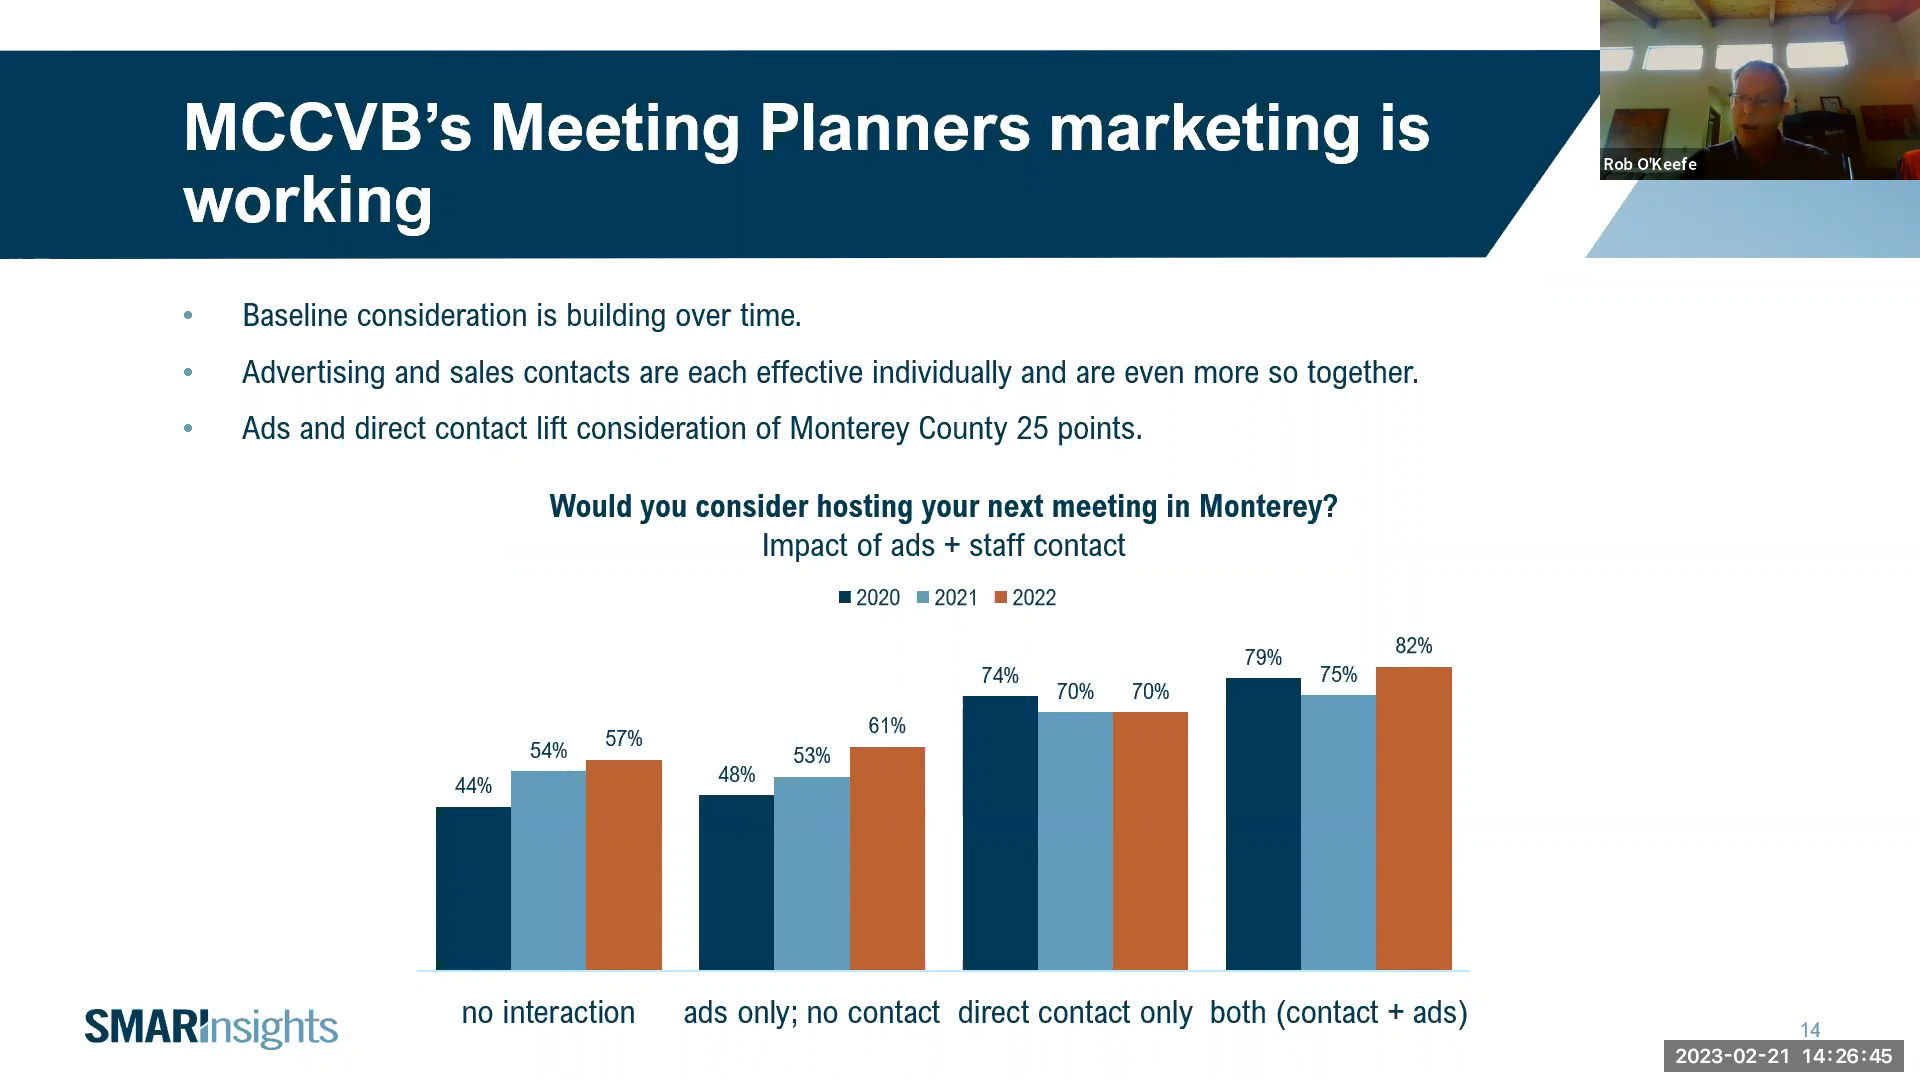 MCCVB's Meeting Planners marketing is
working
Rob O'Keefe
• Baseline consideration is building over time.
• Advertising and sales contacts are each effective individually and are even more so together.
• Ads and direct contact lift consideration of Monterey County 25 points.
Would you consider hosting your next meeting in Monterey?
Impact of ads + staff contact
2020 2021 2022
44% 54% 57%
48% 53% 61%
74% 70% 70%
79% 75% 82%
no interaction ads only; no contact direct contact only both (contact + ads)
SMARInsights
14
2023-02-21 14:26:45